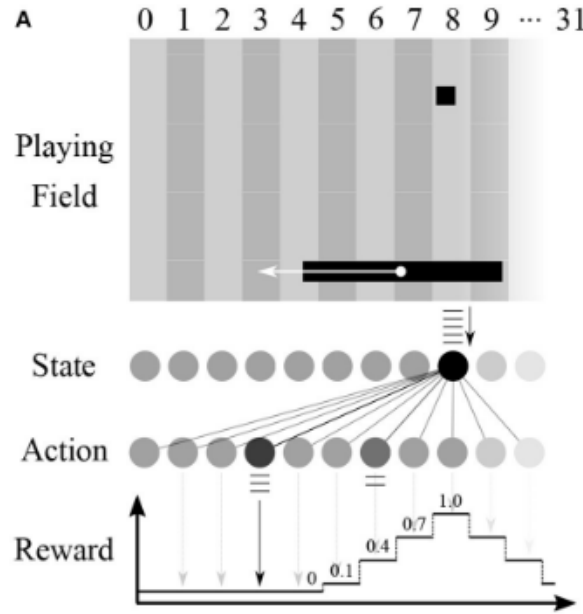 A 0 1 2 3 4 5 6 7 8 9 ... 31
Playing
Field
State
Action
Reward
0 0.1 0.4 0.7 1.0